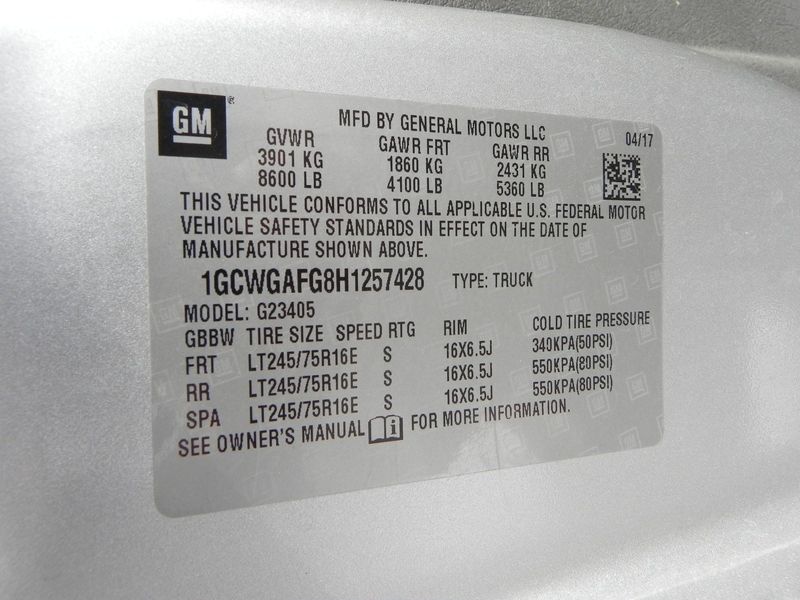 GM
MFD BY GENERAL MOTORS LLC 04/17
GVWR GAWR FRT GAWR RR
3901 KG 1860 KG 2431 KG
8600 LB 4100 LB 5360 LB
THIS VEHICLE CONFORMS TO ALL APPLICABLE U.S. FEDERAL MOTOR
VEHICLE SAFETY STANDARDS IN EFFECT ON THE DATE OF
MANUFACTURE SHOWN ABOVE.
1GCWGAFG8H1257428 TYPE: TRUCK
MODEL: G23405
GBBW TIRE SIZE SPEED RTG RIM COLD TIRE PRESSURE
FRT LT245/75R16E S 16X6.5J 340KPA(50PSI)
RR LT245/75R16E S 16X6.5J 550KPA(80PSI)
SPA LT245/75R16E S 16X6.5J 550KPA(80PSI)
SEE OWNER'S MANUAL i FOR MORE INFORMATION.